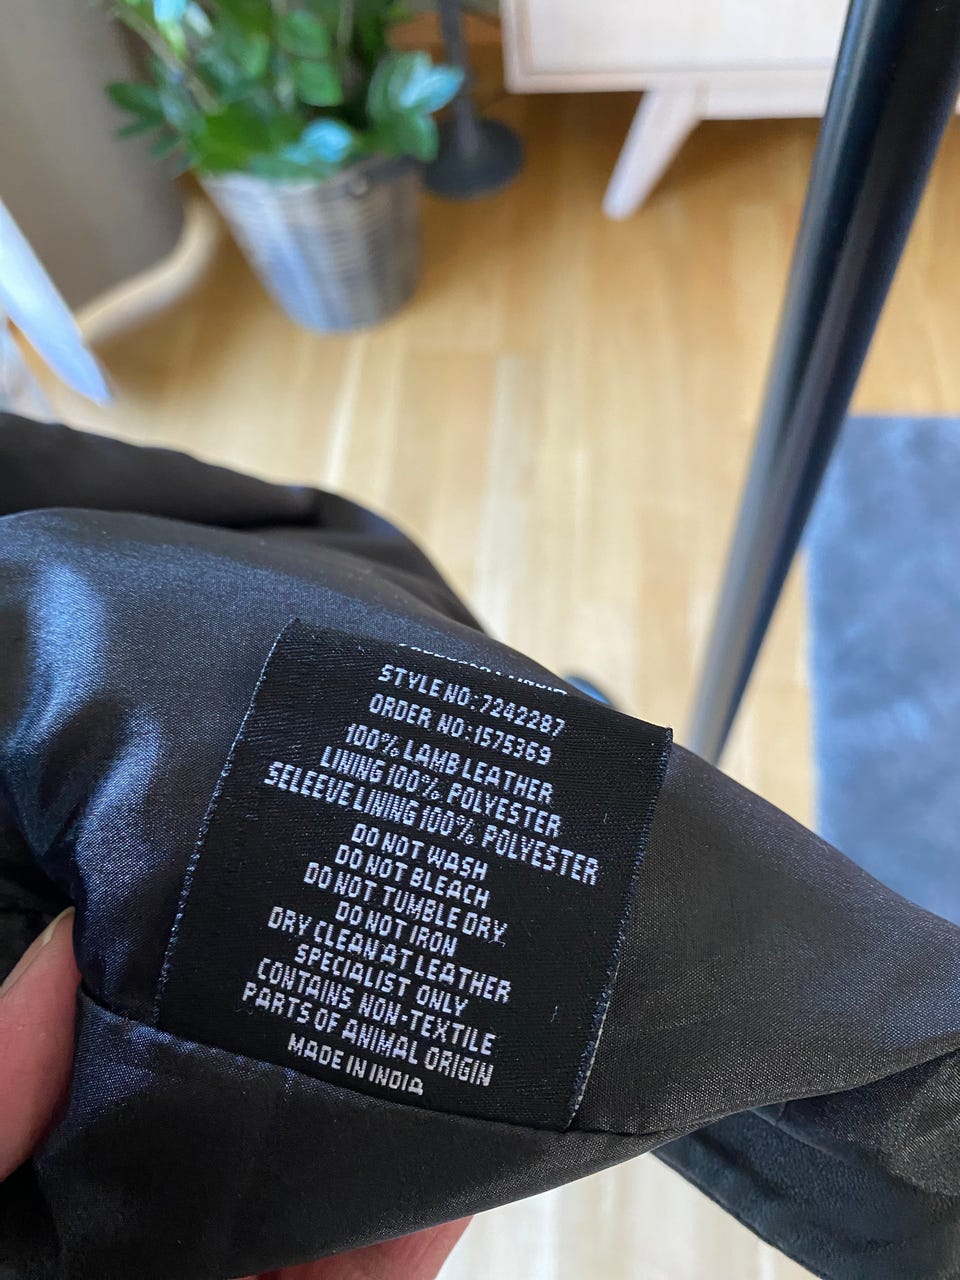 STYLE NO: 7242287
ORDER NO: 1575369
100% LAMB LEATHER
LINING 100% POLYESTER
SELEEVE LINING 100% POLYESTER
DO NOT WASH
DO NOT BLEACH
DO NOT TUMBLE DRY
DO NOT IRON
DRY CLEAN AT LEATHER
SPECIALIST ONLY
CONTAINS NON-TEXTILE
PARTS OF ANIMAL ORIGIN
MADE IN INDIA